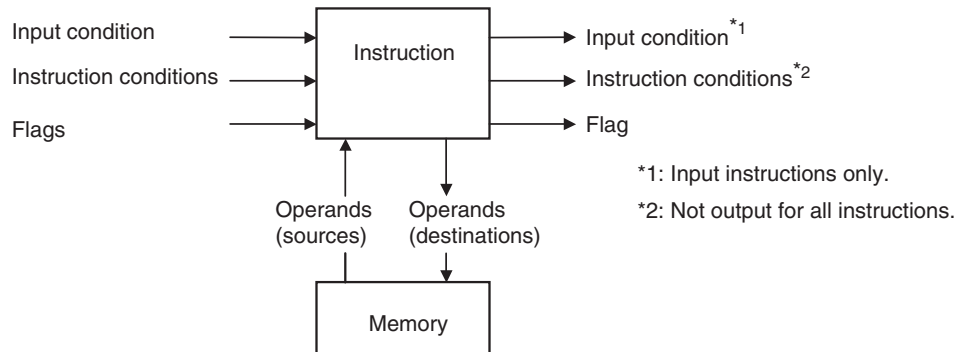 Input condition
Instruction conditions
Flags
Instruction
Input condition*1
Instruction conditions*2
Flag
*1: Input instructions only.
*2: Not output for all instructions.
Operands
(sources)
Operands
(destinations)
Memory